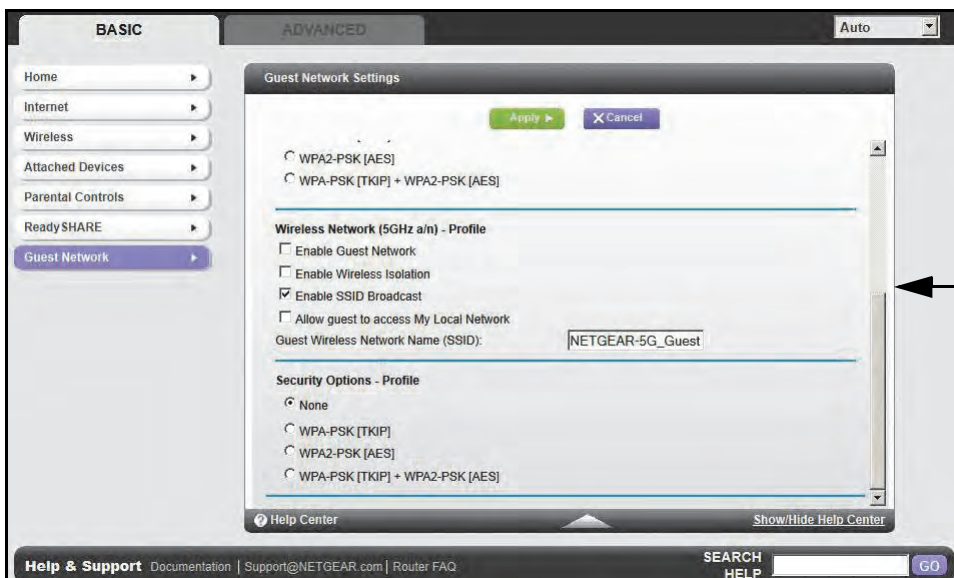 BASIC
ADVANCED
Auto
Home
Internet
Wireless
Attached Devices
Parental Controls
ReadySHARE
Guest Network
Guest Network Settings
Apply
X Cancel
WPA2-PSK [AES]
WPA-PSK [TKIP] + WPA2-PSK [AES]
Wireless Network (5GHz a/n) - Profile
Enable Guest Network
Enable Wireless Isolation
Enable SSID Broadcast
Allow guest to access My Local Network
Guest Wireless Network Name (SSID): NETGEAR-5G_Guest
Security Options - Profile
None
WPA-PSK [TKIP]
WPA2-PSK [AES]
WPA-PSK [TKIP] + WPA2-PSK [AES]
? Help Center
Show/Hide Help Center
Help & Support Documentation | Support@NETGEAR.com | Router FAQ
SEARCH HELP
GO